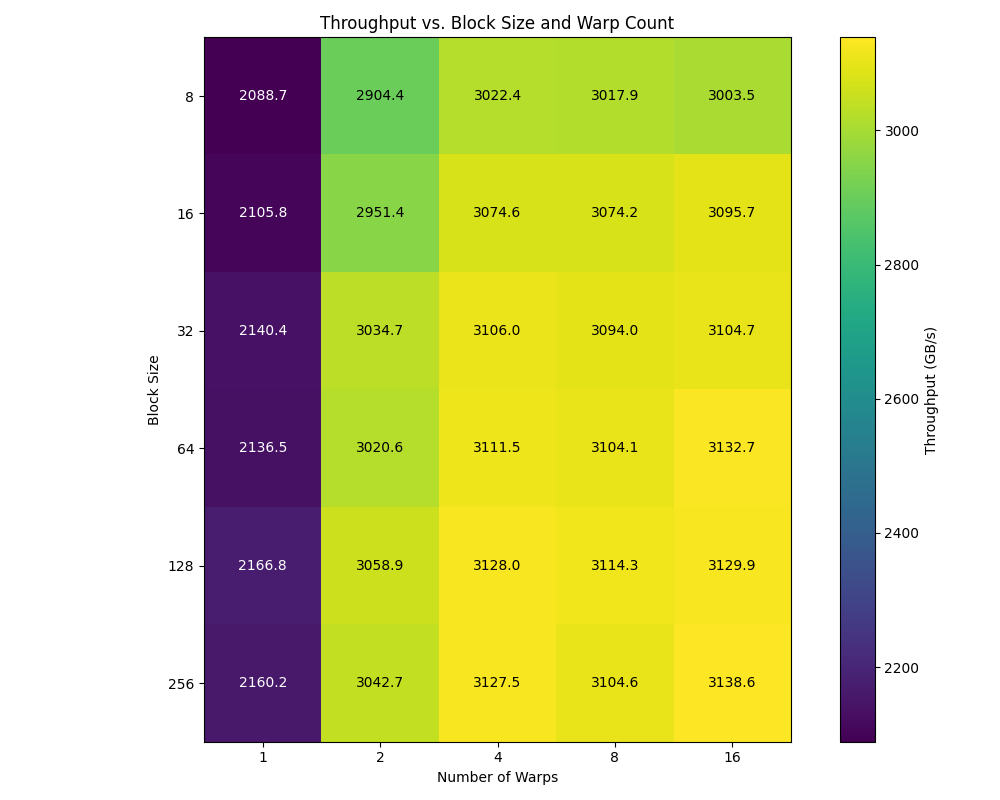 Throughput vs. Block Size and Warp Count
8 2088.7 2904.4 3022.4 3017.9 3003.5
16 2105.8 2951.4 3074.6 3074.2 3095.7
32 2140.4 3034.7 3106.0 3094.0 3104.7
64 2136.5 3020.6 3111.5 3104.1 3132.7
128 2166.8 3058.9 3128.0 3114.3 3129.9
256 2160.2 3042.7 3127.5 3104.6 3138.6
1 2 4 8 16
Number of Warps
Block Size
3000
2800
2600
2400
2200
Throughput (GB/s)